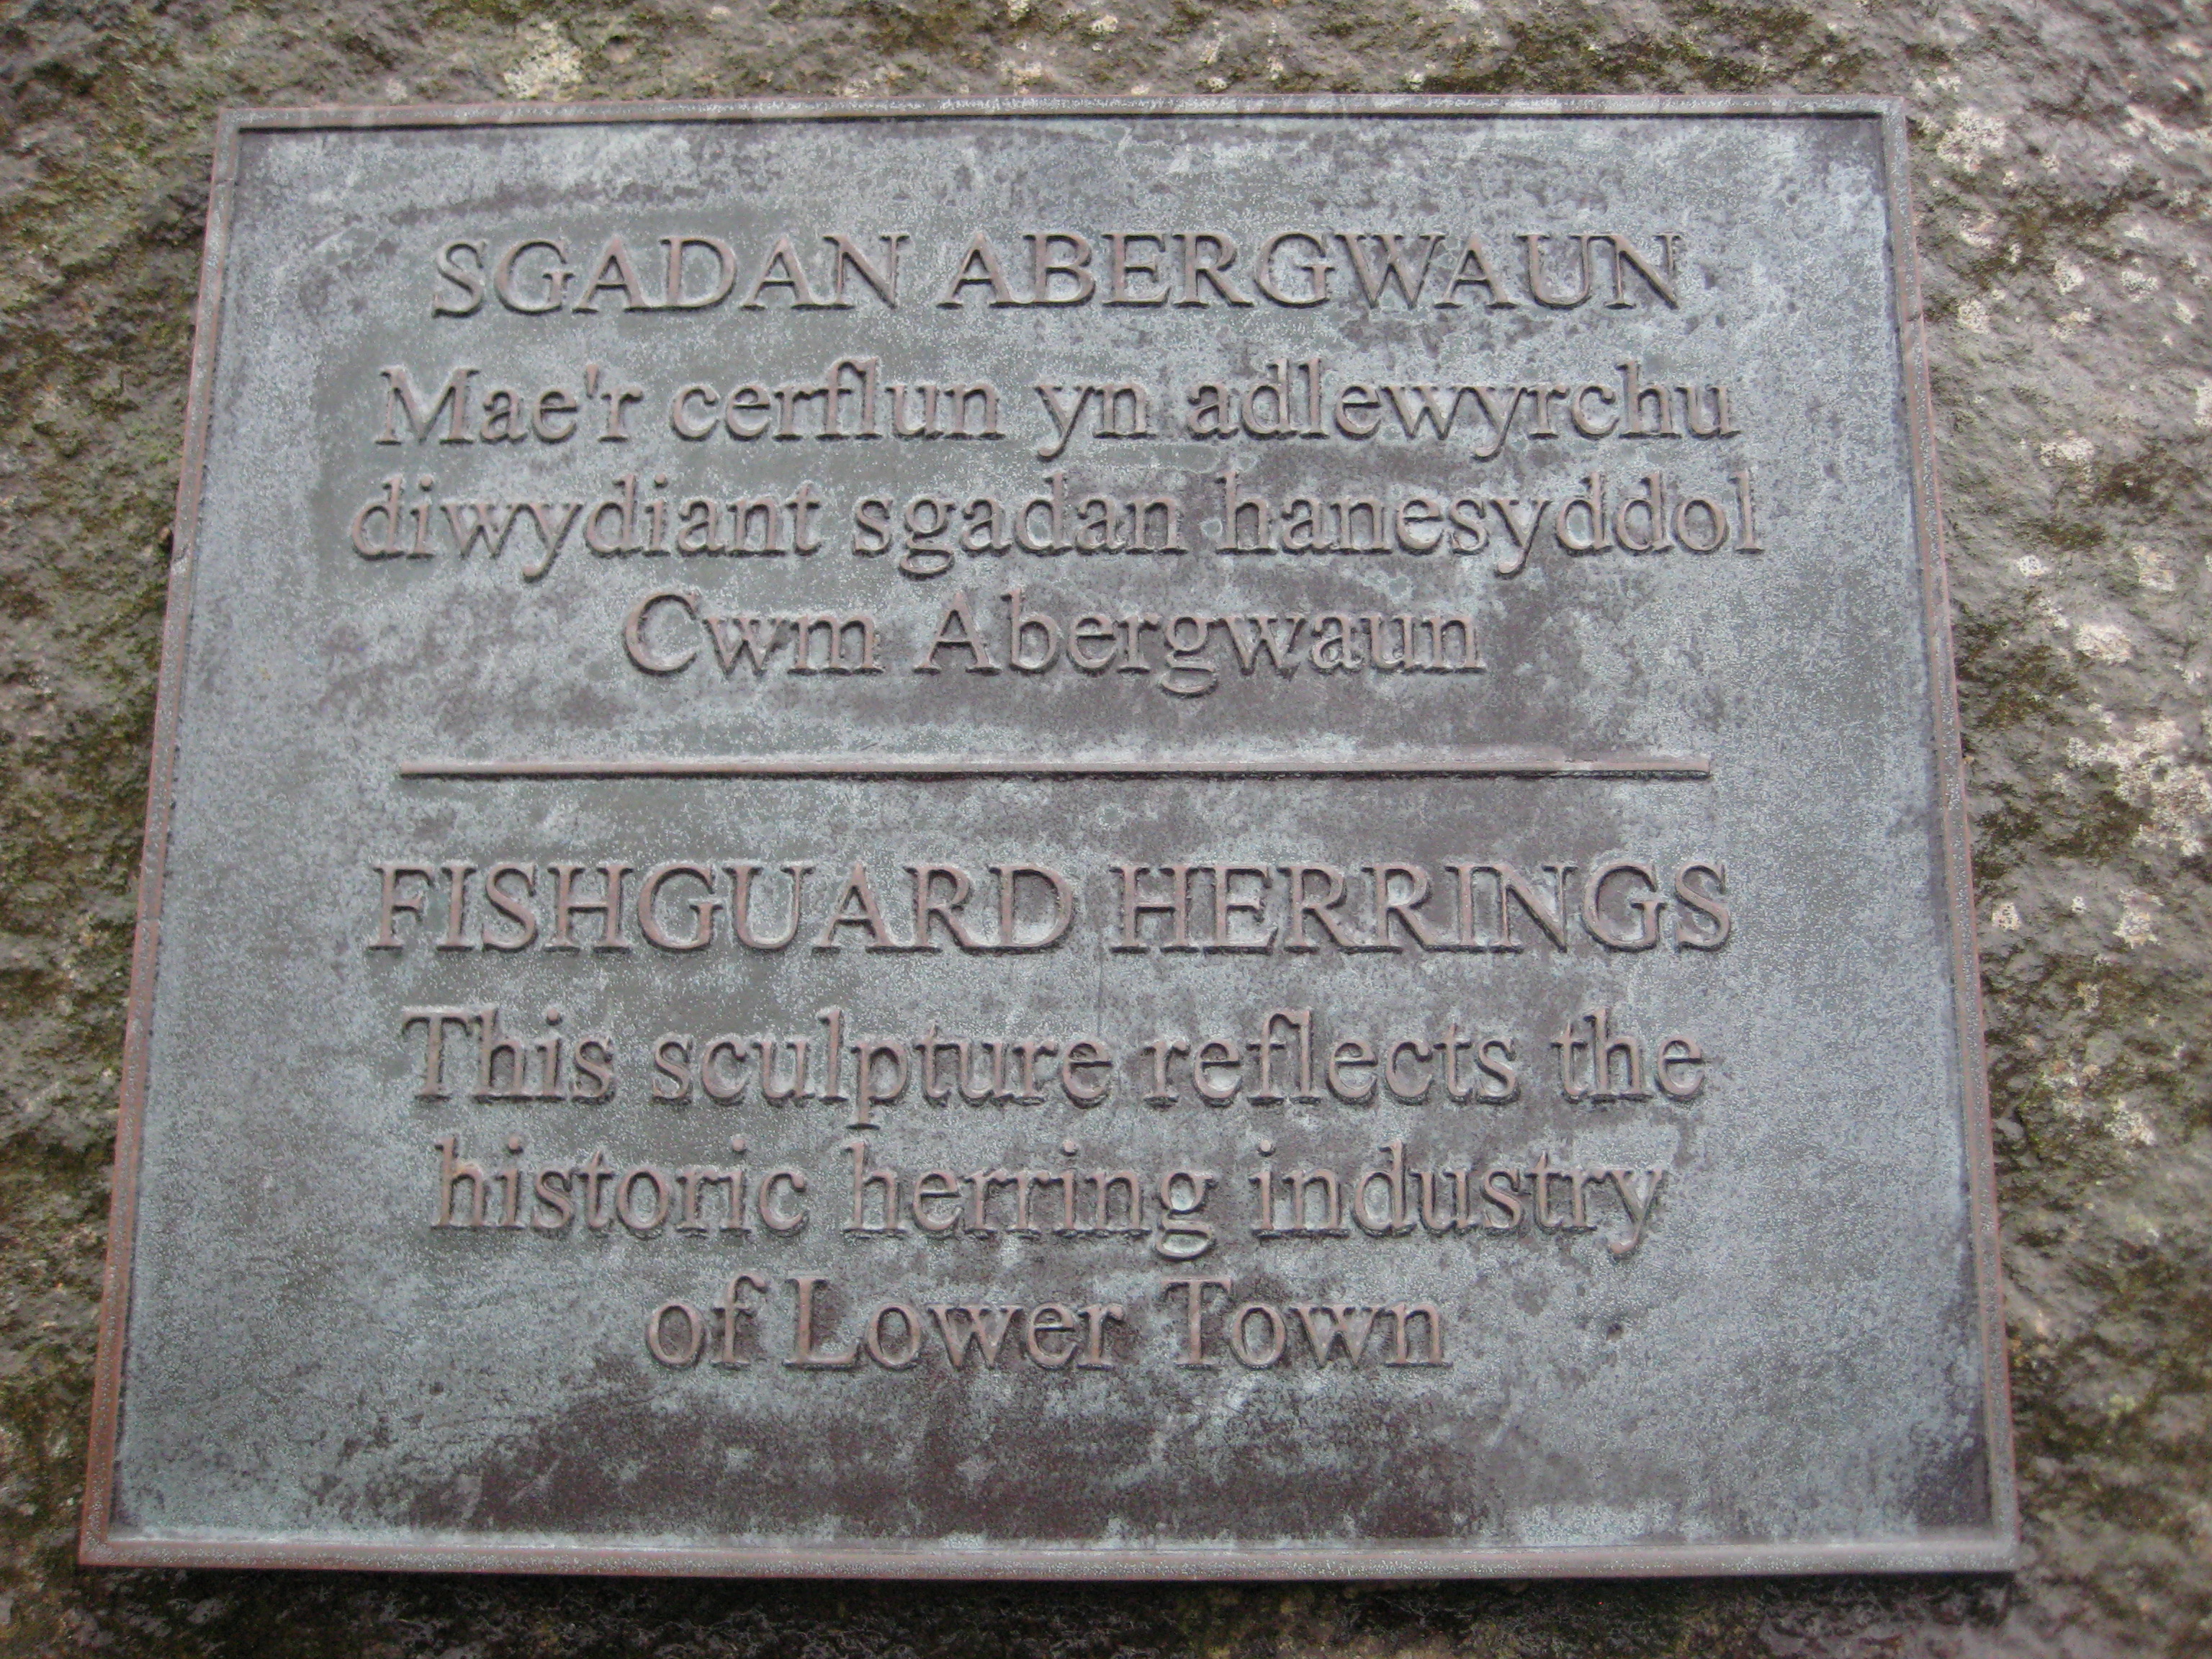 SGADAN ABERGWAUN
Mae'r cerflun yn adlewyrchu
diwydiant sgadan hanesyddol
Cwm Abergwaun
FISHGUARD HERRINGS
This sculpture reflects the
historic herring industry
of Lower Town